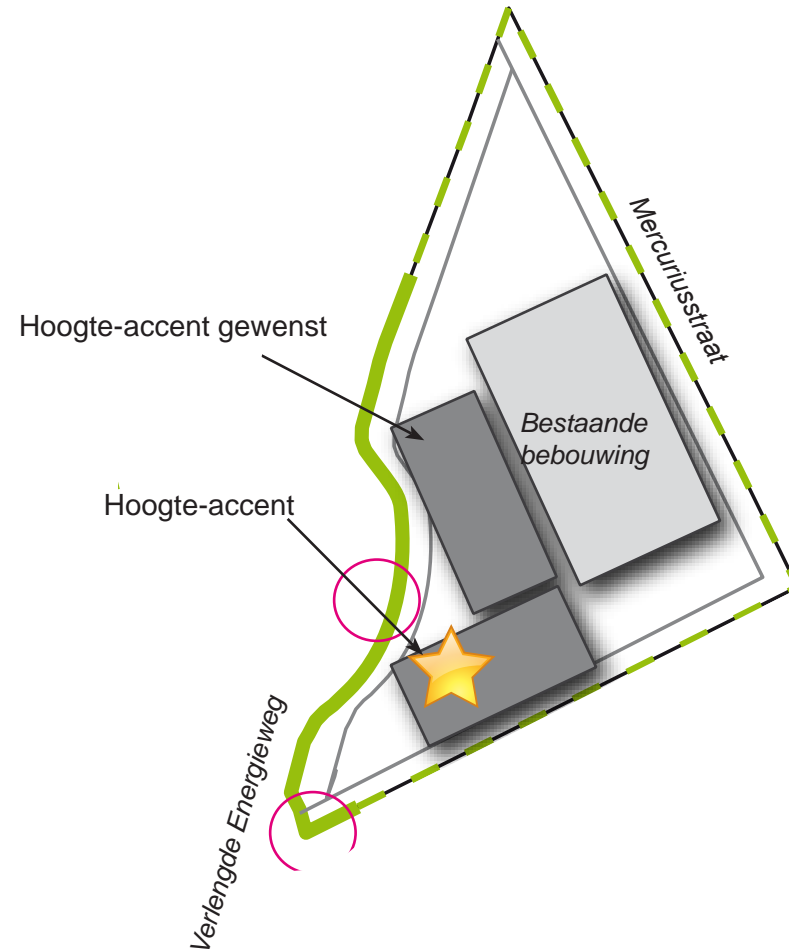 Mercuriusstraat
Hoogte-accent gewenst
Bestaande
bebouwing
Hoogte-accent
Verlengde Energieweg